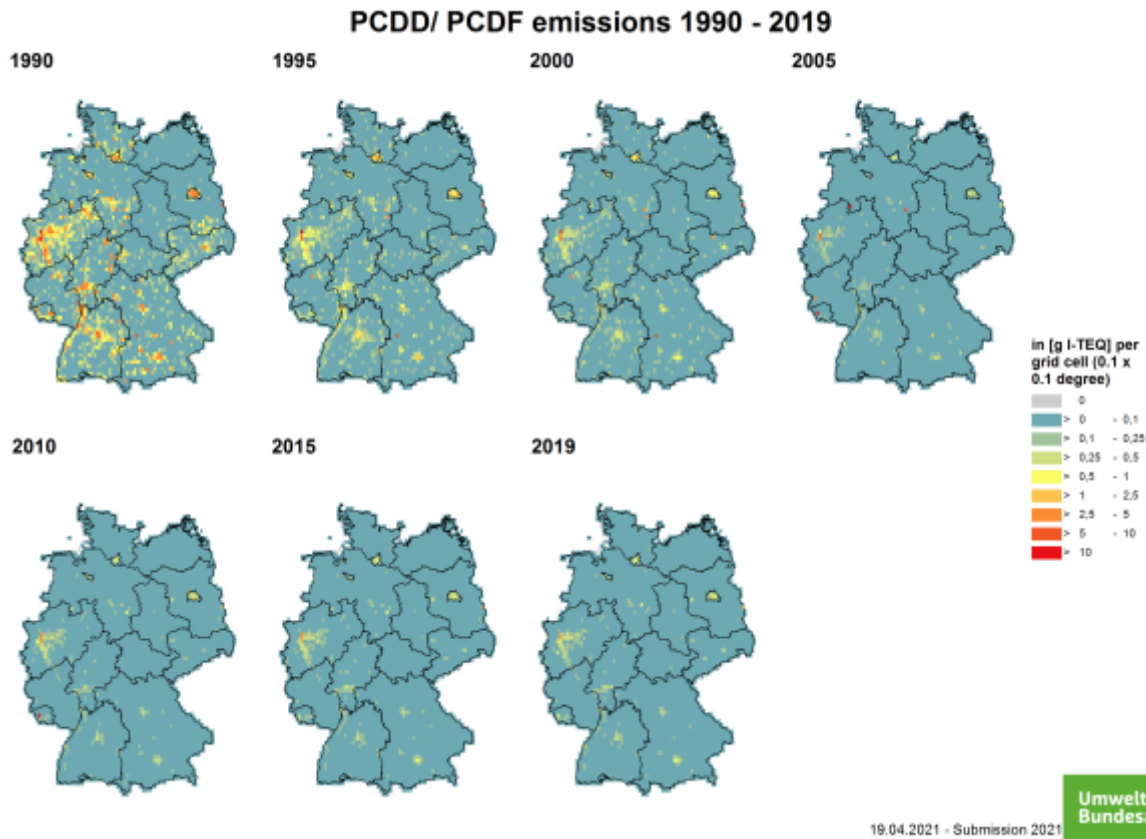 PCDD/ PCDF emissions 1990 - 2019
1990
1995
2000
2005
2010
2015
2019
in [g I-TEQ] per
grid cell (0.1 x
0.1 degree)
0
> 0 - 0,1
> 0,1 - 0,25
> 0,25 - 0,5
> 0,5 - 1
> 1 - 2,5
> 2,5 - 5
> 5 - 10
> 10
19.04.2021 - Submission 2021
Umwelt
Bundes